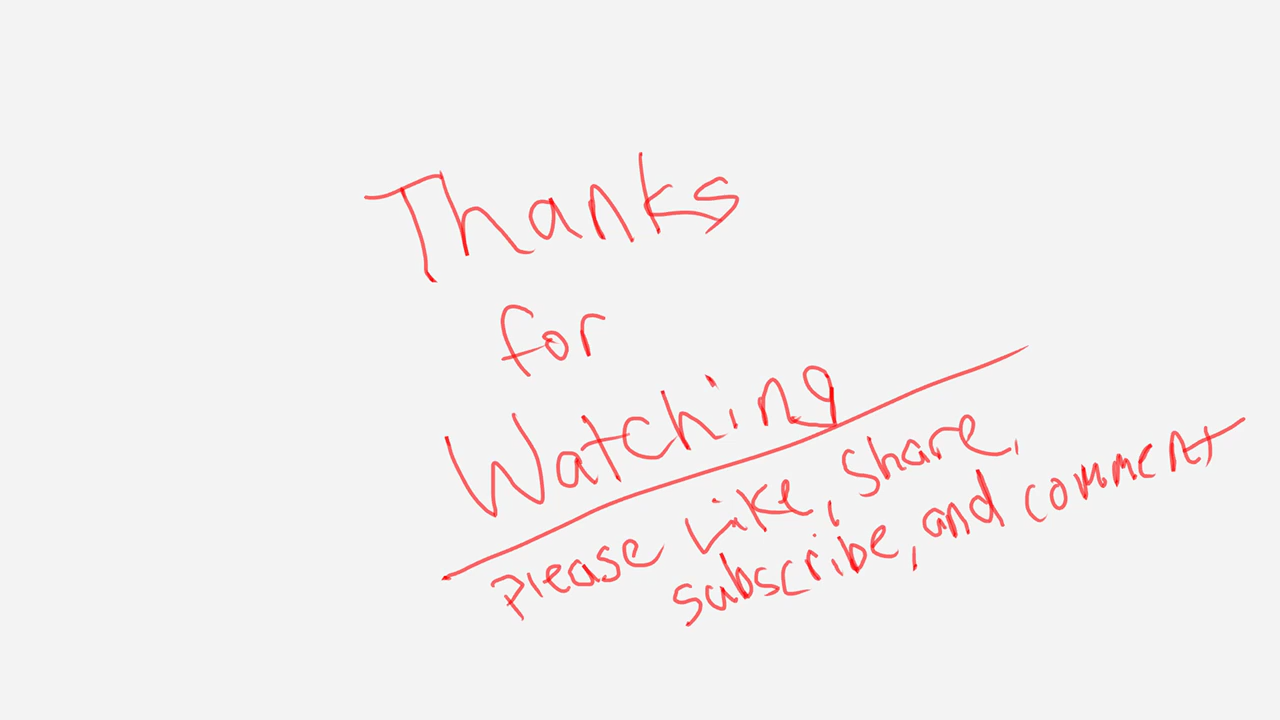 Thanks
for
Watching
please Like, Share,
subscribe, and comment